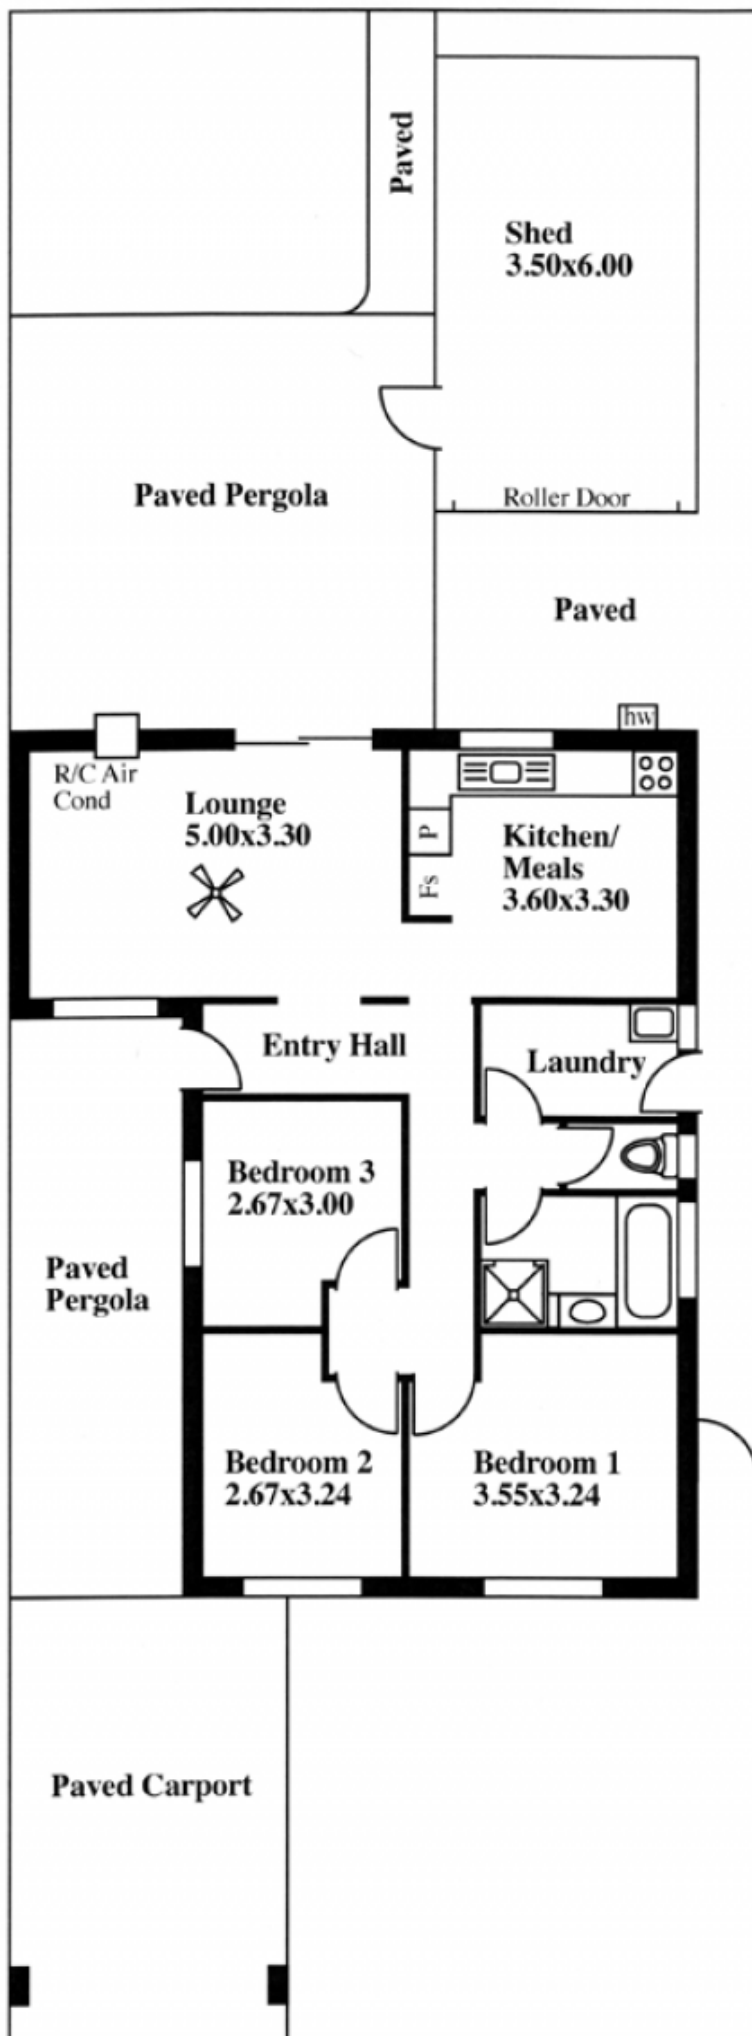 Paved
Shed
3.50x6.00
Paved Pergola
Roller Door
Paved
hw
R/C Air
Cond
Lounge
5.00x3.30
P
Fs
Kitchen/
Meals
3.60x3.30
Entry Hall
Laundry
Bedroom 3
2.67x3.00
Paved
Pergola
Bedroom 2
2.67x3.24
Bedroom 1
3.55x3.24
Paved Carport